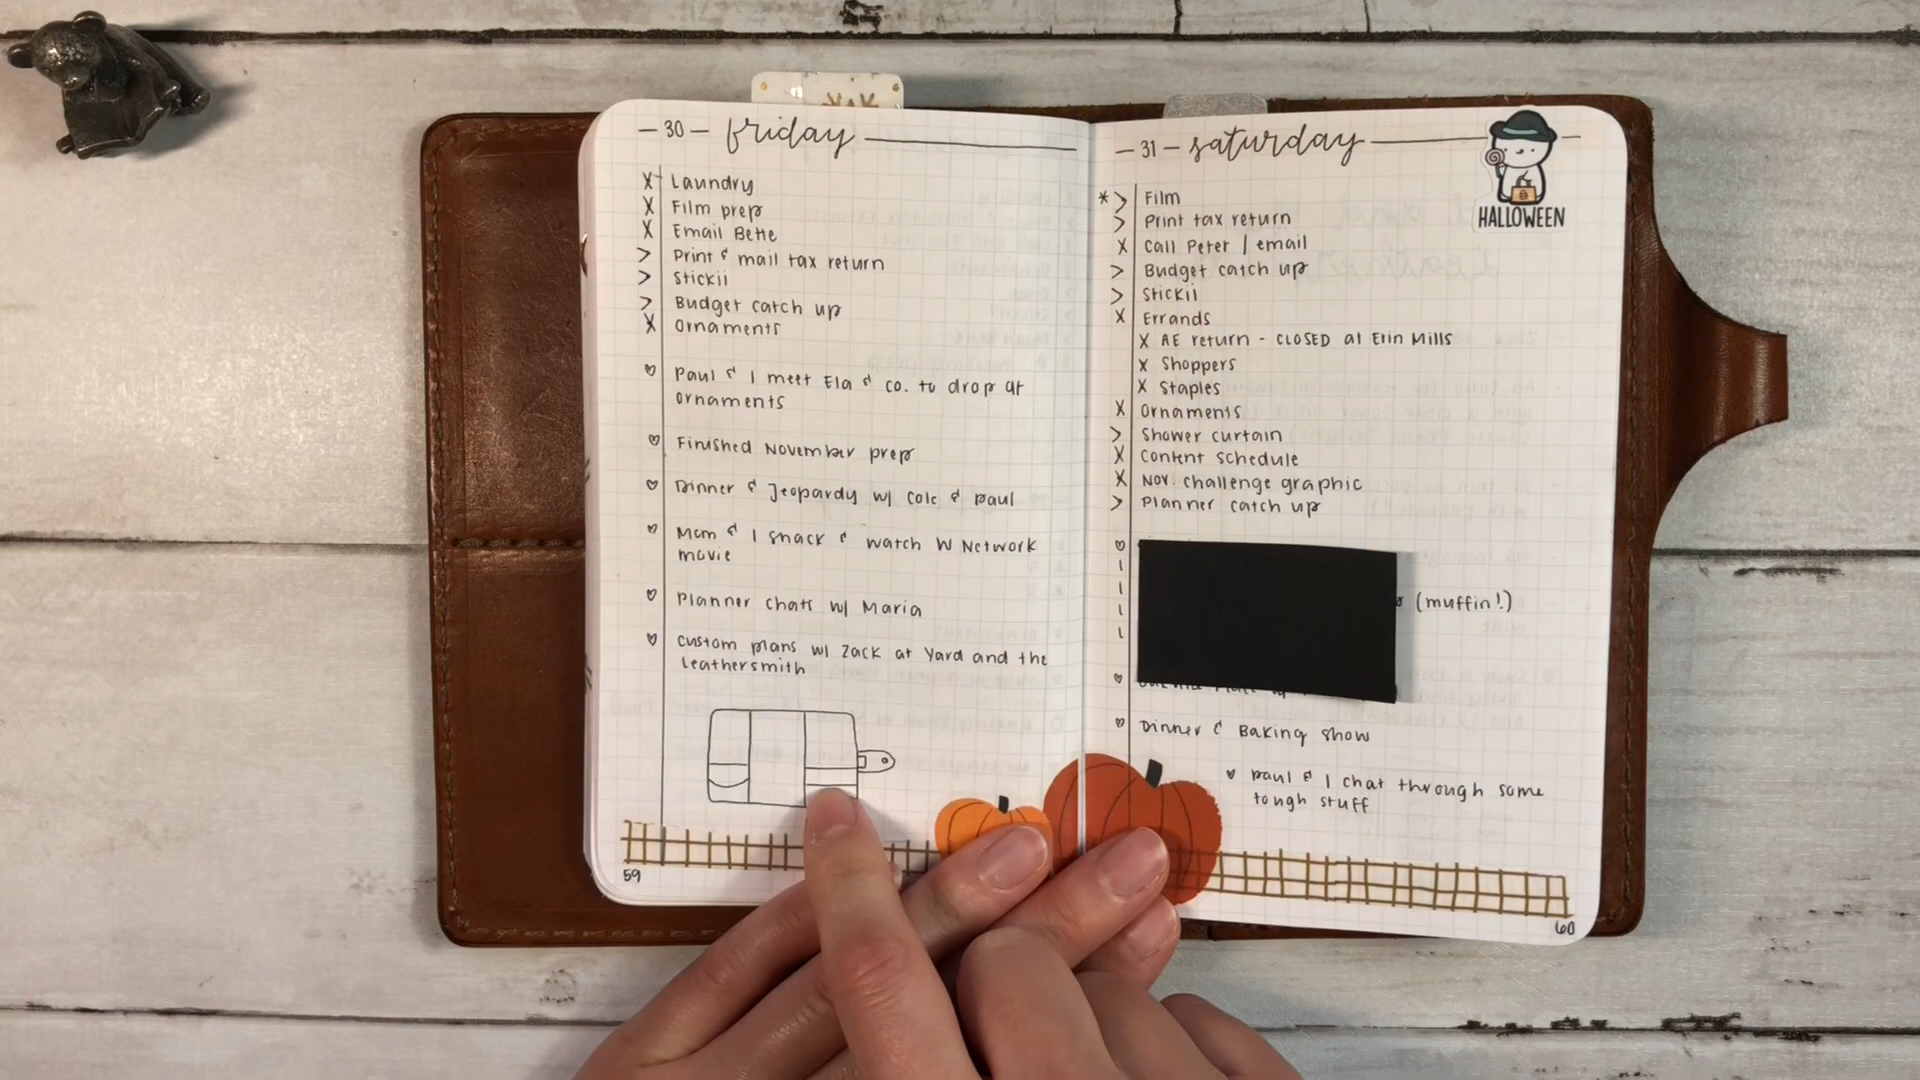 — 30 — friday
X Laundry
X Film prep
X Email Bette
> Print & mail tax return
> Stickii
> Budget catch up
X Ornaments
♡ Paul & I meet Ela & co. to drop off
ornaments
♡ Finished November prep
♡ Dinner & Jeopardy w/ Cole & Paul
♡ Mom & I snack & watch W Network
movie
♡ Planner chats w/ Maria
♡ Custom plans w/ Zack at Yard and the
Leathersmith
59
— 31 — saturday
HALLOWEEN
* > Film
> Print tax return
X Call Peter / email
> Budget catch up
> Stickii
X Errands
X AE return - CLOSED at Erin Mills
X Shoppers
X Staples
X Ornaments
> Shower curtain
X Content schedule
X Nov. challenge graphic
> Planner catch up
(muffin!)
♡ Dinner & Baking show
♡ Paul & I chat through some
tough stuff
60